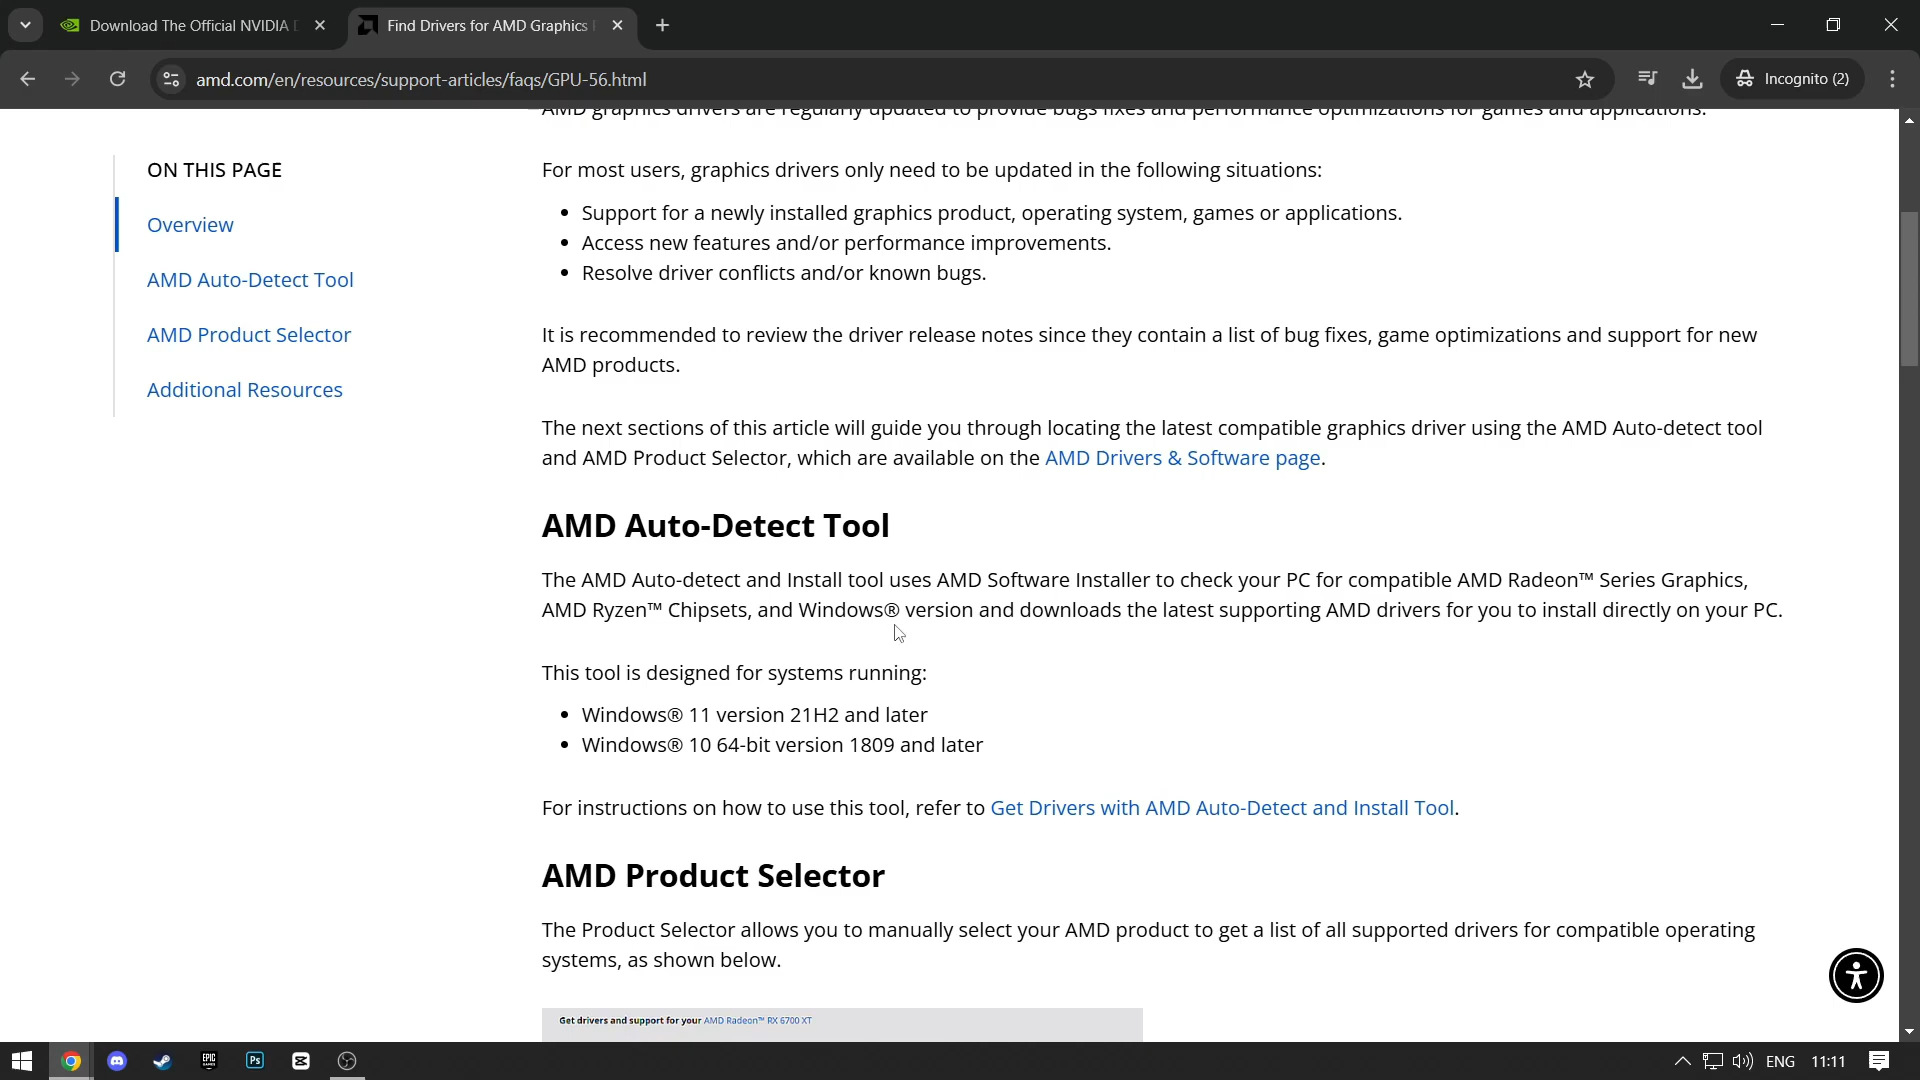 Download The Official NVIDIA D
Find Drivers for AMD Graphics
amd.com/en/resources/support-articles/faqs/GPU-56.html
Incognito (2)
AMD graphics drivers are regularly updated to provide bugs fixes and performance optimizations for games and applications.
ON THIS PAGE
Overview
AMD Auto-Detect Tool
AMD Product Selector
Additional Resources
For most users, graphics drivers only need to be updated in the following situations:
• Support for a newly installed graphics product, operating system, games or applications.
• Access new features and/or performance improvements.
• Resolve driver conflicts and/or known bugs.
It is recommended to review the driver release notes since they contain a list of bug fixes, game optimizations and support for new
AMD products.
The next sections of this article will guide you through locating the latest compatible graphics driver using the AMD Auto-detect tool
and AMD Product Selector, which are available on the AMD Drivers & Software page.
AMD Auto-Detect Tool
The AMD Auto-detect and Install tool uses AMD Software Installer to check your PC for compatible AMD Radeon™ Series Graphics,
AMD Ryzen™ Chipsets, and Windows® version and downloads the latest supporting AMD drivers for you to install directly on your PC.
This tool is designed for systems running:
• Windows® 11 version 21H2 and later
• Windows® 10 64-bit version 1809 and later
For instructions on how to use this tool, refer to Get Drivers with AMD Auto-Detect and Install Tool.
AMD Product Selector
The Product Selector allows you to manually select your AMD product to get a list of all supported drivers for compatible operating
systems, as shown below.
Get drivers and support for your AMD Radeon™ RX 6700 XT
EPIC GAMES
Ps
ENG
11:11